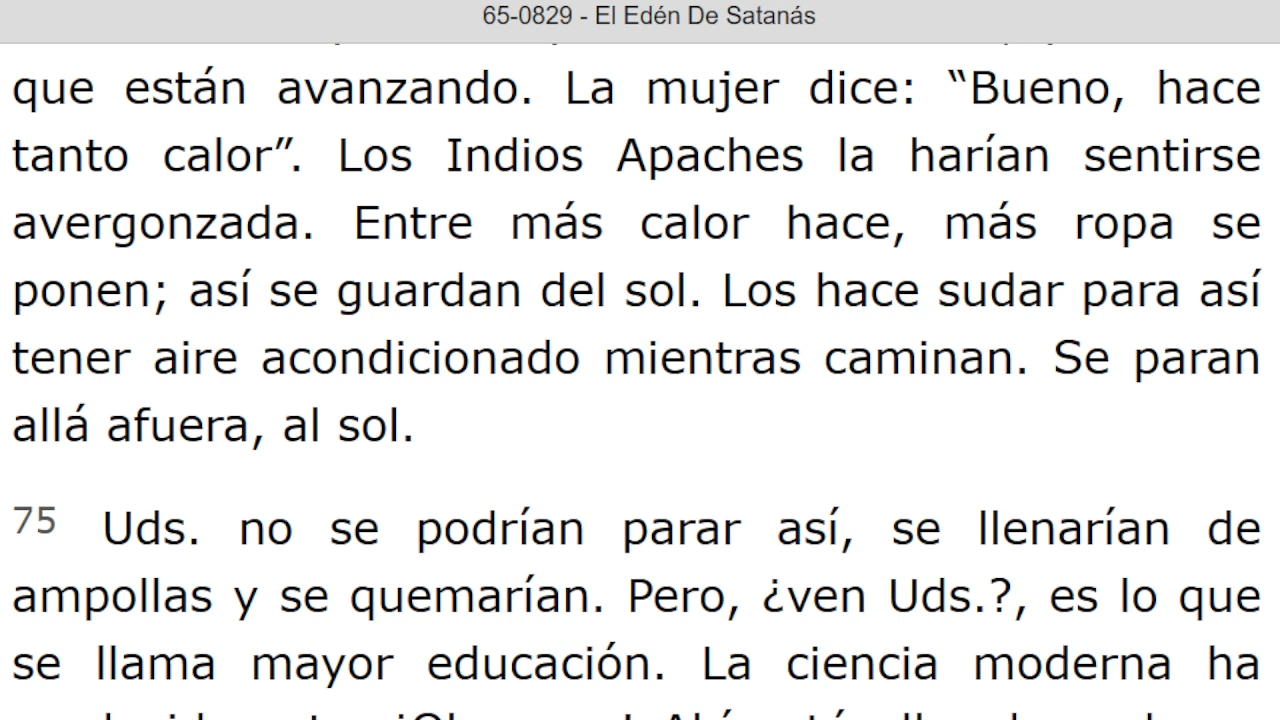 65-0829 - El Edén De Satanás
que están avanzando. La mujer dice: “Bueno, hace
tanto calor”. Los Indios Apaches la harían sentirse
avergonzada. Entre más calor hace, más ropa se
ponen; así se guardan del sol. Los hace sudar para así
tener aire acondicionado mientras caminan. Se paran
allá afuera, al sol.
75 Uds. no se podrían parar así, se llenarían de
ampollas y se quemarían. Pero, ¿ven Uds.?, es lo que
se llama mayor educación. La ciencia moderna ha